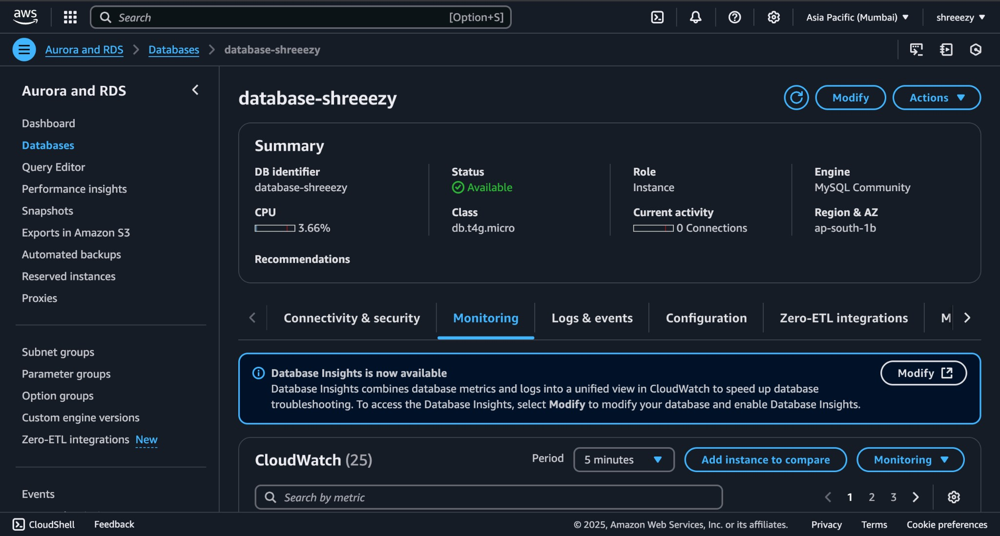 aws
Search [Option+S]
Asia Pacific (Mumbai)
shreeezy
Aurora and RDS
Databases
database-shreeezy
Aurora and RDS
Dashboard
Databases
Query Editor
Performance insights
Snapshots
Exports in Amazon S3
Automated backups
Reserved instances
Proxies
Subnet groups
Parameter groups
Option groups
Custom engine versions
Zero-ETL integrations New
Events
database-shreeezy
Modify
Actions
Summary
DB identifier
database-shreeezy
Status
Available
Role
Instance
Engine
MySQL Community
CPU
3.66%
Class
db.t4g.micro
Current activity
0 Connections
Region & AZ
ap-south-1b
Recommendations
Connectivity & security
Monitoring
Logs & events
Configuration
Zero-ETL integrations
M
Database Insights is now available
Database Insights combines database metrics and logs into a unified view in CloudWatch to speed up database
troubleshooting. To access the Database Insights, select Modify to modify your database and enable Database Insights.
Modify
CloudWatch (25)
Period
5 minutes
Add instance to compare
Monitoring
Search by metric
1 2 3
CloudShell
Feedback
© 2025, Amazon Web Services, Inc. or its affiliates.
Privacy
Terms
Cookie preferences